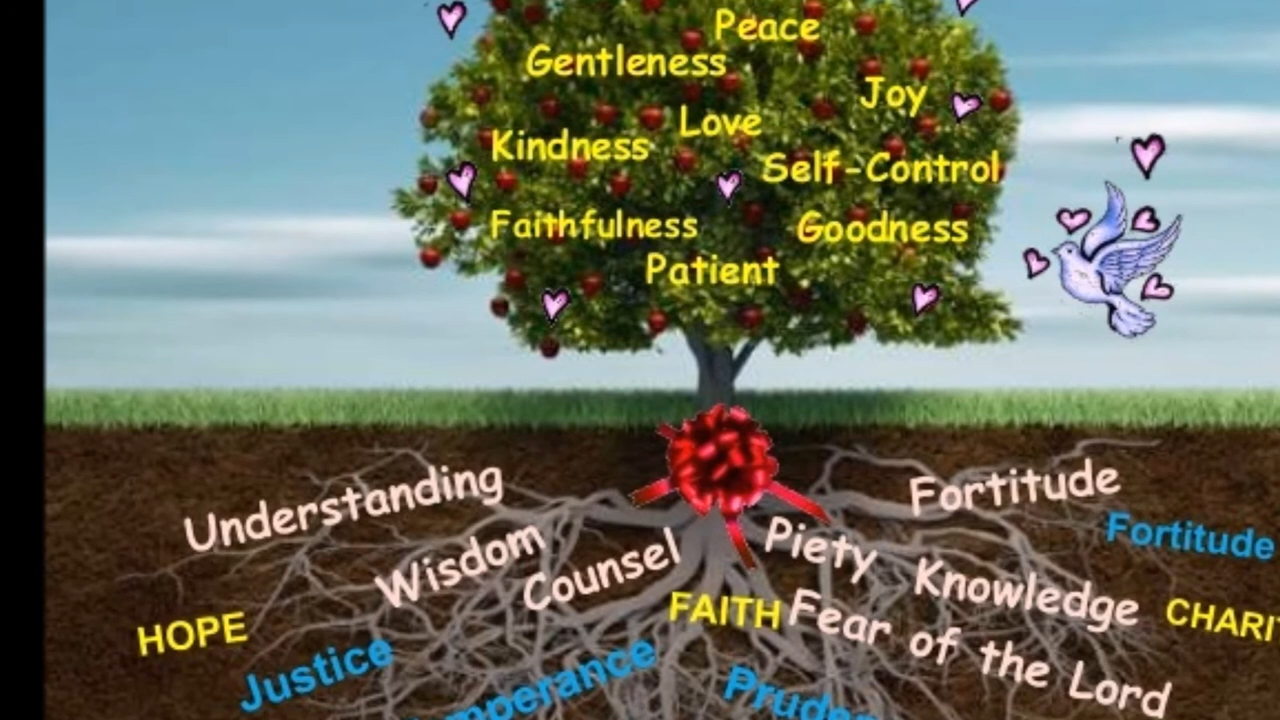 Peace
Gentleness
Joy
Love
Kindness
Self-Control
Faithfulness
Goodness
Patient
Understanding
Fortitude
Fortitude
Wisdom
Counsel
Piety
Knowledge
HOPE
FAITH
Fear of the Lord
Justice